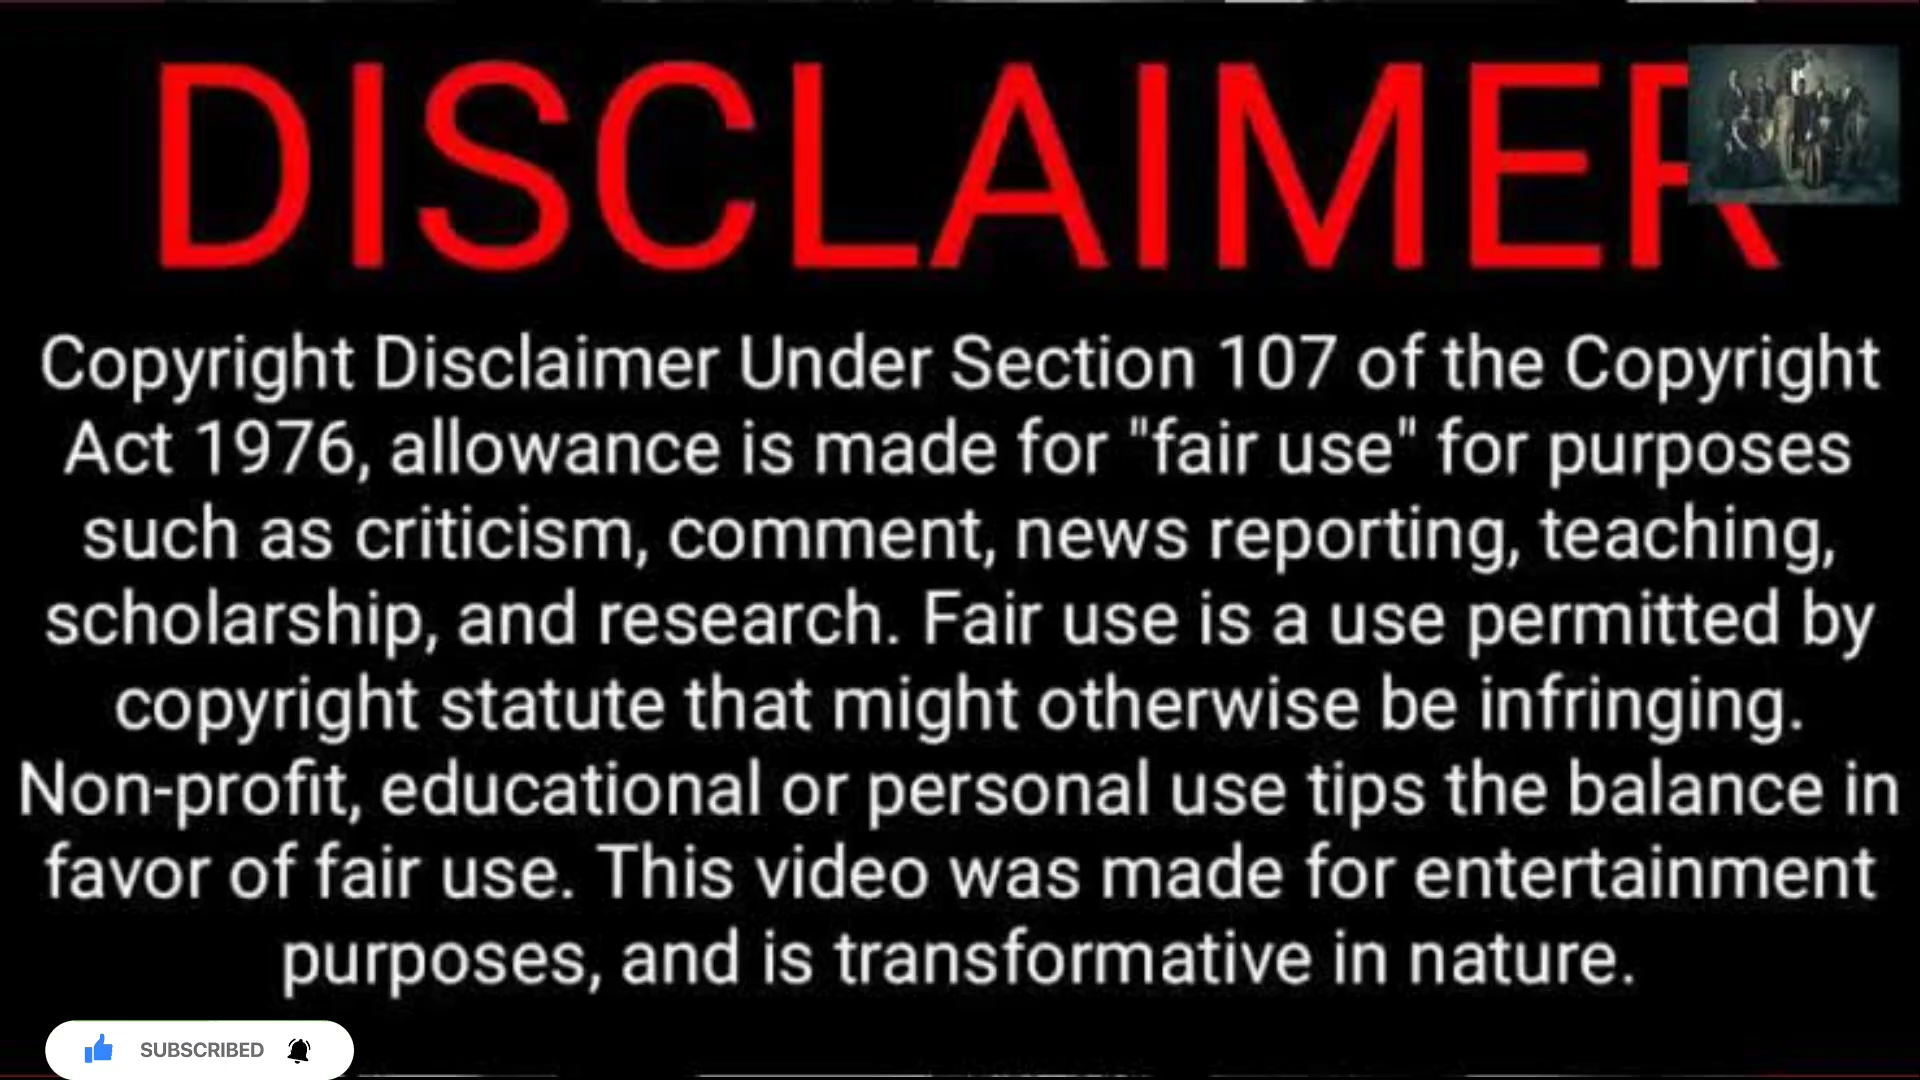 DISCLAIMER
Copyright Disclaimer Under Section 107 of the Copyright
Act 1976, allowance is made for "fair use" for purposes
such as criticism, comment, news reporting, teaching,
scholarship, and research. Fair use is a use permitted by
copyright statute that might otherwise be infringing.
Non-profit, educational or personal use tips the balance in
favor of fair use. This video was made for entertainment
purposes, and is transformative in nature.
SUBSCRIBED